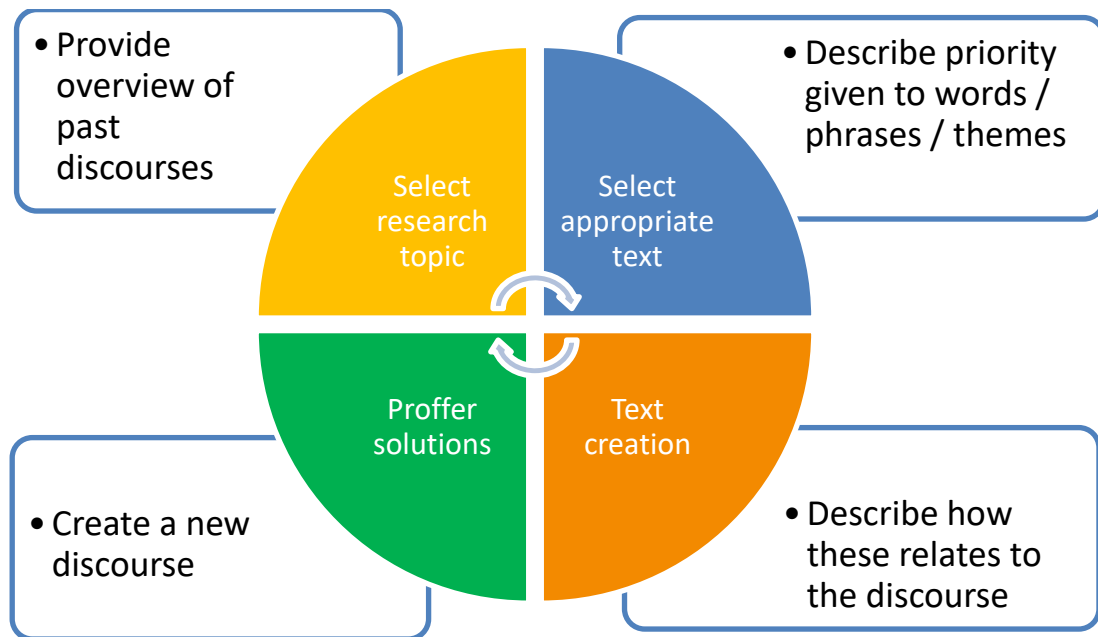 • Provide
overview of
past
discourses
• Describe priority
given to words /
phrases / themes
Select
research
topic
Select
appropriate
text
Proffer
solutions
Text
creation
• Create a new
discourse
• Describe how
these relates to
the discourse